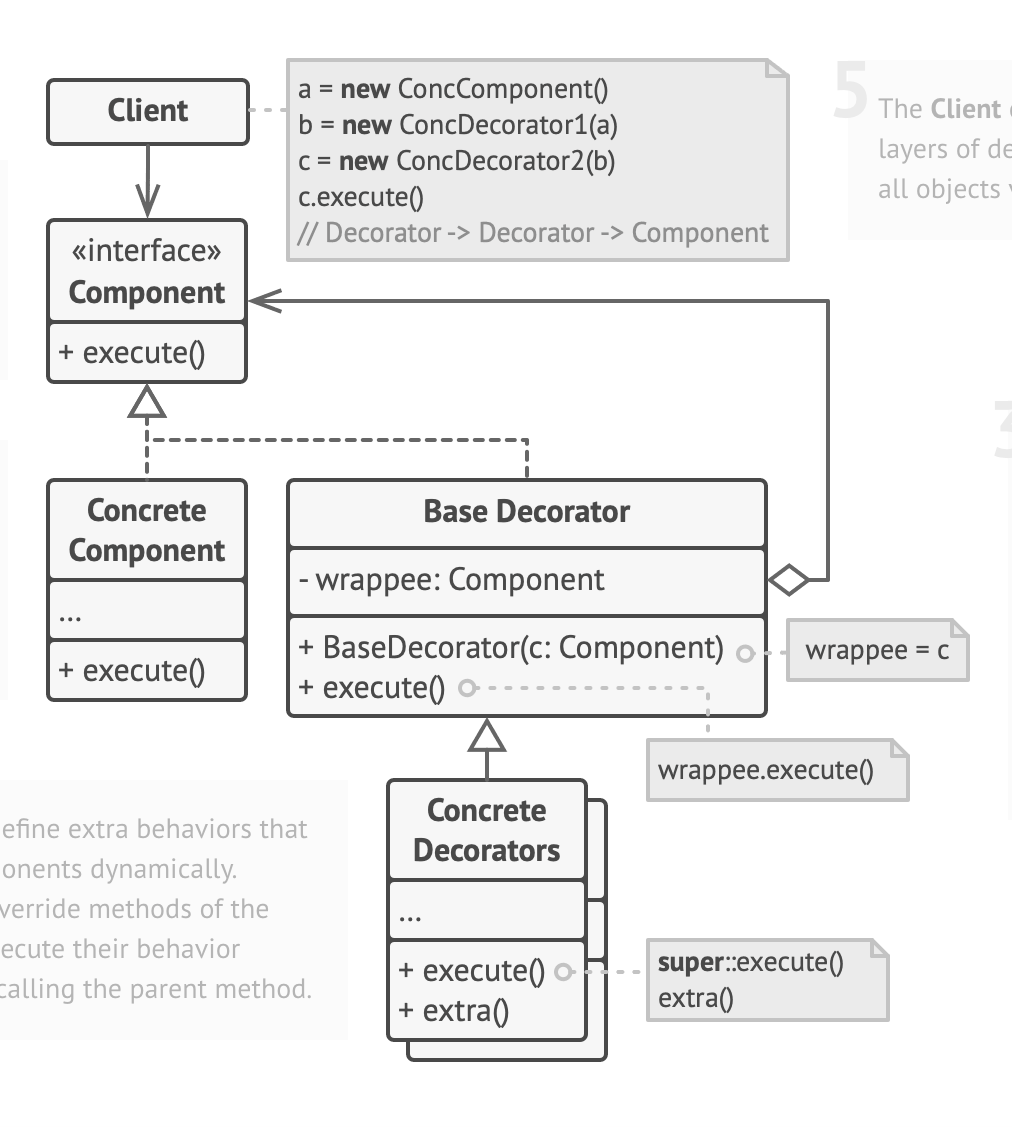 Client
a = new ConcComponent()
b = new ConcDecorator1(a)
c = new ConcDecorator2(b)
c.execute()
// Decorator -> Decorator -> Component
5
The Client
layers of de
all objects
«interface»
Component
+ execute()
3
Concrete
Component
...
+ execute()
Base Decorator
- wrappee: Component
+ BaseDecorator(c: Component)
+ execute()
wrappee = c
wrappee.execute()
efine extra behaviors that
onents dynamically.
verride methods of the
ecute their behavior
calling the parent method.
Concrete
Decorators
...
+ execute()
+ extra()
super::execute()
extra()